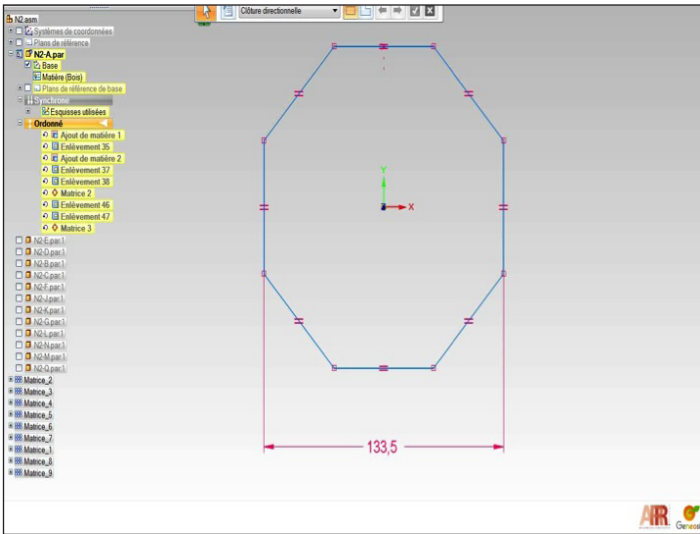 Clôture directionnelle
N2.asm
Systèmes de coordonnées
Plans de référence
N2-A.par
Base
Matière (Bois)
Plans de référence de base
Synchrone
Esquisses utilisées
Ordonné
Ajout de matière 1
Enlèvement 35
Ajout de matière 2
Enlèvement 37
Enlèvement 38
Matrice 2
Enlèvement 46
Enlèvement 47
Matrice 3
N2-E.par:1
N2-D.par:1
N2-B.par:1
N2-C.par:1
N2-F.par:1
N2-J.par:1
N2-K.par:1
N2-G.par:1
N2-L.par:1
N2-N.par:1
N2-M.par:1
N2-Q.par:1
Matrice_2
Matrice_3
Matrice_4
Matrice_5
Matrice_6
Matrice_7
Matrice_1
Matrice_8
Matrice_9
Y
X
133,5